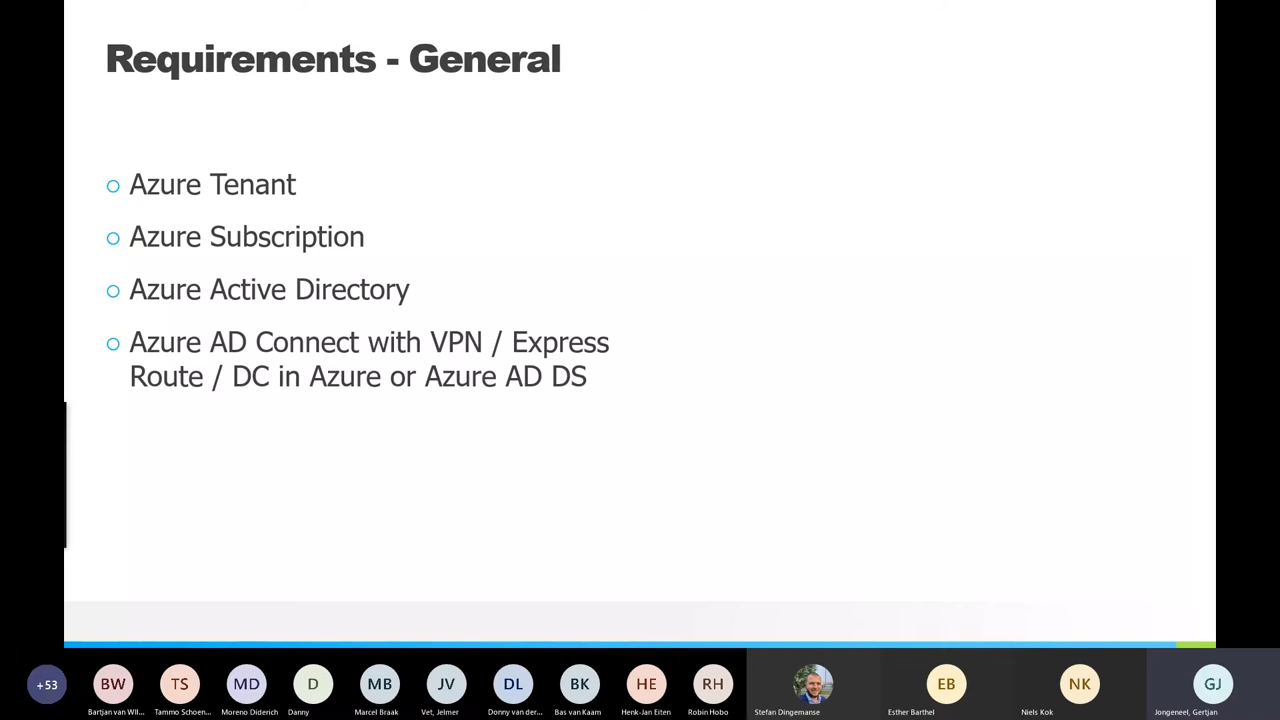 Requirements - General
Azure Tenant
Azure Subscription
Azure Active Directory
Azure AD Connect with VPN / Express
Route / DC in Azure or Azure AD DS
+53
BW
TS
MD
D
MB
JV
DL
BK
HE
RH
EB
NK
GJ
Bartjan van Wll...
Tammo Schoen...
Moreno Diderich
Danny
Marcel Braak
Vet, Jelmer
Donny van der...
Bas van Kaam
Henk-Jan Eiten
Robin Hobo
Stefan Dingemanse
Esther Barthel
Niels Kok
Jongeneel, Gertjan